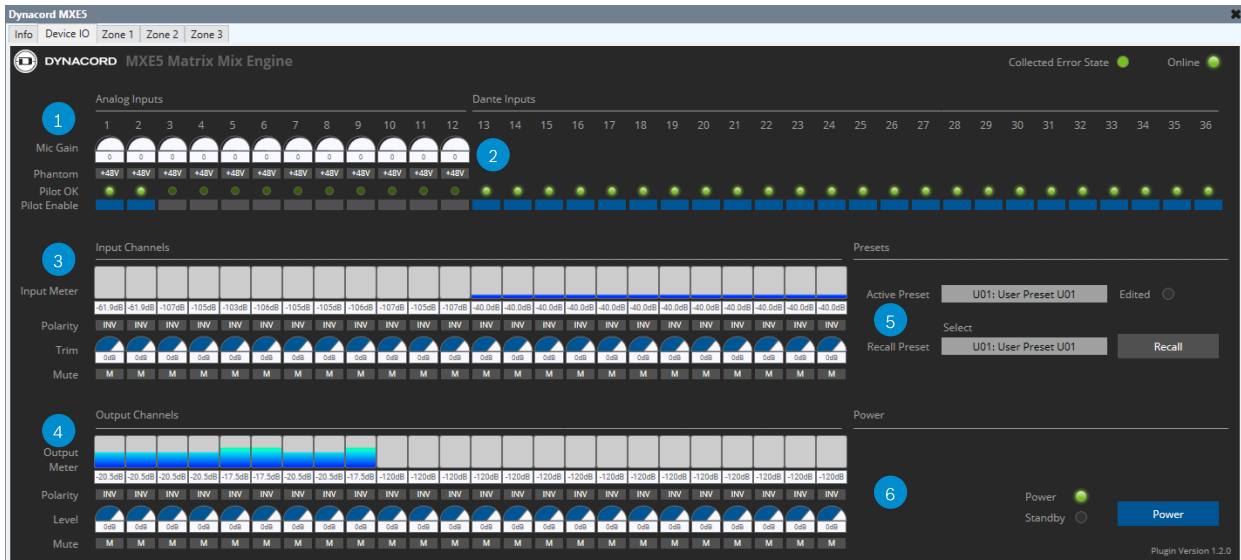 Dynacord MXE5
Info Device IO Zone 1 Zone 2 Zone 3
DYNACORD MXE5 Matrix Mix Engine
Collected Error State Online
Analog Inputs Dante Inputs
1
1 2 3 4 5 6 7 8 9 10 11 12 13 14 15 16 17 18 19 20 21 22 23 24 25 26 27 28 29 30 31 32 33 34 35 36
Mic Gain
0 0 0 0 0 0 0 0 0 0 0 0
2
Phantom +48V +48V +48V +48V +48V +48V +48V +48V +48V +48V +48V +48V
Pilot OK
Pilot Enable
Input Channels Presets
3
Input Meter
-61.9dB -61.9dB -107dB -105dB -103dB -106dB -105dB -105dB -106dB -105dB -105dB -107dB -40.0dB -40.0dB -40.0dB -40.0dB -40.0dB -40.0dB -40.0dB -40.0dB -40.0dB -40.0dB -40.0dB -40.0dB
Active Preset U01: User Preset U01 Edited
Polarity INV INV INV INV INV INV INV INV INV INV INV INV INV INV INV INV INV INV INV INV INV INV INV INV
5
Select
Trim 0dB 0dB 0dB 0dB 0dB 0dB 0dB 0dB 0dB 0dB 0dB 0dB 0dB 0dB 0dB 0dB 0dB 0dB 0dB 0dB 0dB 0dB 0dB 0dB
Recall Preset U01: User Preset U01 Recall
Mute M M M M M M M M M M M M M M M M M M M M M M M M
Output Channels Power
4
Output
Meter
-20.5dB -20.5dB -20.5dB -20.5dB -17.5dB -17.5dB -20.5dB -20.5dB -17.5dB -120dB -120dB -120dB -120dB -120dB -120dB -120dB -120dB -120dB -120dB -120dB -120dB -120dB -120dB -120dB
Polarity INV INV INV INV INV INV INV INV INV INV INV INV INV INV INV INV INV INV INV INV INV INV INV INV
6
Power
Level 0dB 0dB 0dB 0dB 0dB 0dB 0dB 0dB 0dB 0dB 0dB 0dB 0dB 0dB 0dB 0dB 0dB 0dB 0dB 0dB 0dB 0dB 0dB 0dB
Standby Power
Mute M M M M M M M M M M M M M M M M M M M M M M M M
Plugin Version 1.2.0